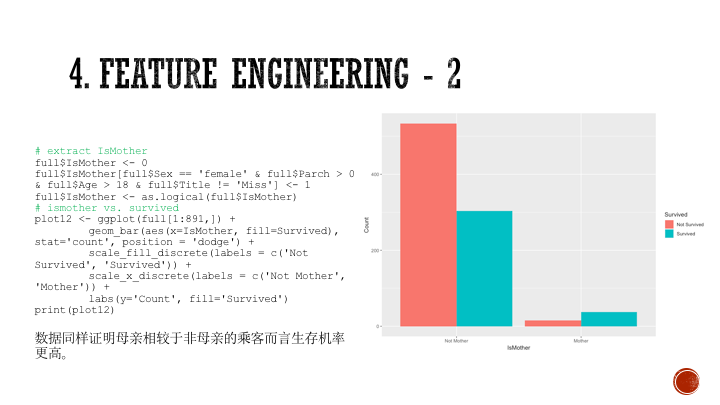 4. FEATURE ENGINEERING - 2
# extract IsMother
full$IsMother <- 0
full$IsMother[full$Sex == 'female' & full$Parch > 0
& full$Age > 18 & full$Title != 'Miss'] <- 1
full$IsMother <- as.logical(full$IsMother)
# ismother vs. survived
plot12 <- ggplot(full[1:891,]) +
geom_bar(aes(x=IsMother, fill=Survived),
stat='count', position = 'dodge') +
scale_fill_discrete(labels = c('Not
Survived', 'Survived')) +
scale_x_discrete(labels = c('Not Mother',
'Mother')) +
labs(y='Count', fill='Survived')
print(plot12)
数据同样证明母亲相较于非母亲的乘客而言生存机率
更高。
Count
400
200
0
Not Mother
Mother
IsMother
Survived
Not Survived
Survived